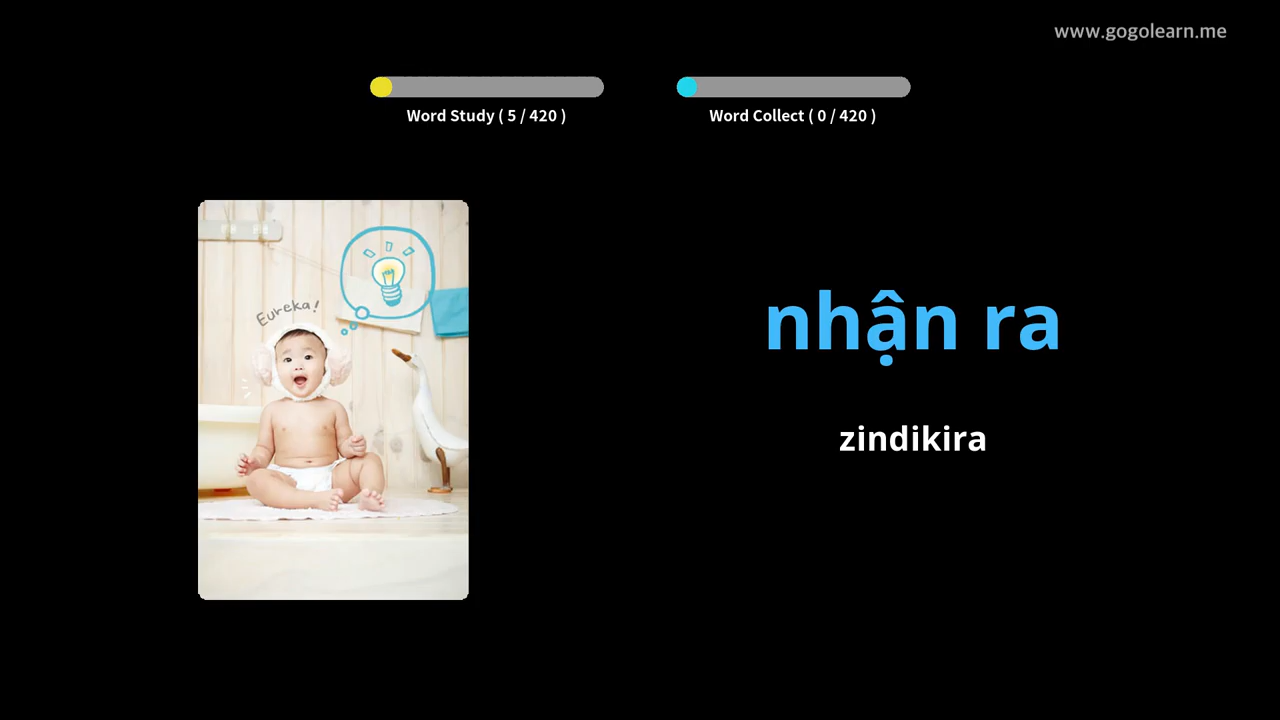 www.gogolearn.me
Word Study ( 5 / 420 )
Word Collect ( 0 / 420 )
Eureka!
nhận ra
zindikira